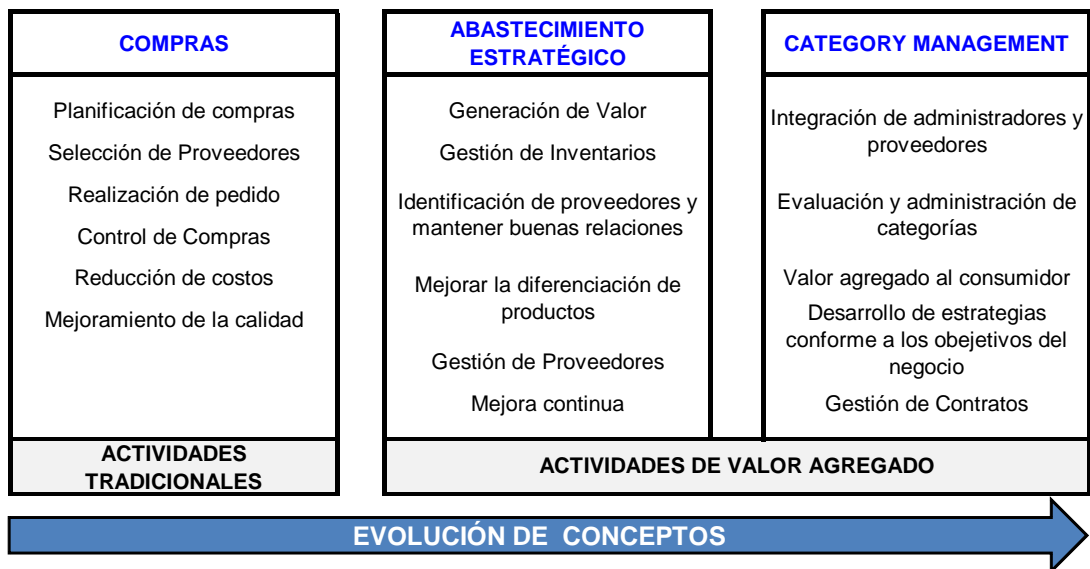 COMPRAS
Planificación de compras
Selección de Proveedores
Realización de pedido
Control de Compras
Reducción de costos
Mejoramiento de la calidad
ACTIVIDADES
TRADICIONALES
ABASTECIMIENTO
ESTRATÉGICO
Generación de Valor
Gestión de Inventarios
Identificación de proveedores y
mantener buenas relaciones
Mejorar la diferenciación de
productos
Gestión de Proveedores
Mejora continua
CATEGORY MANAGEMENT
Integración de administradores y
proveedores
Evaluación y administración de
categorías
Valor agregado al consumidor
Desarrollo de estrategias
conforme a los obejetivos del
negocio
Gestión de Contratos
ACTIVIDADES DE VALOR AGREGADO
EVOLUCIÓN DE CONCEPTOS